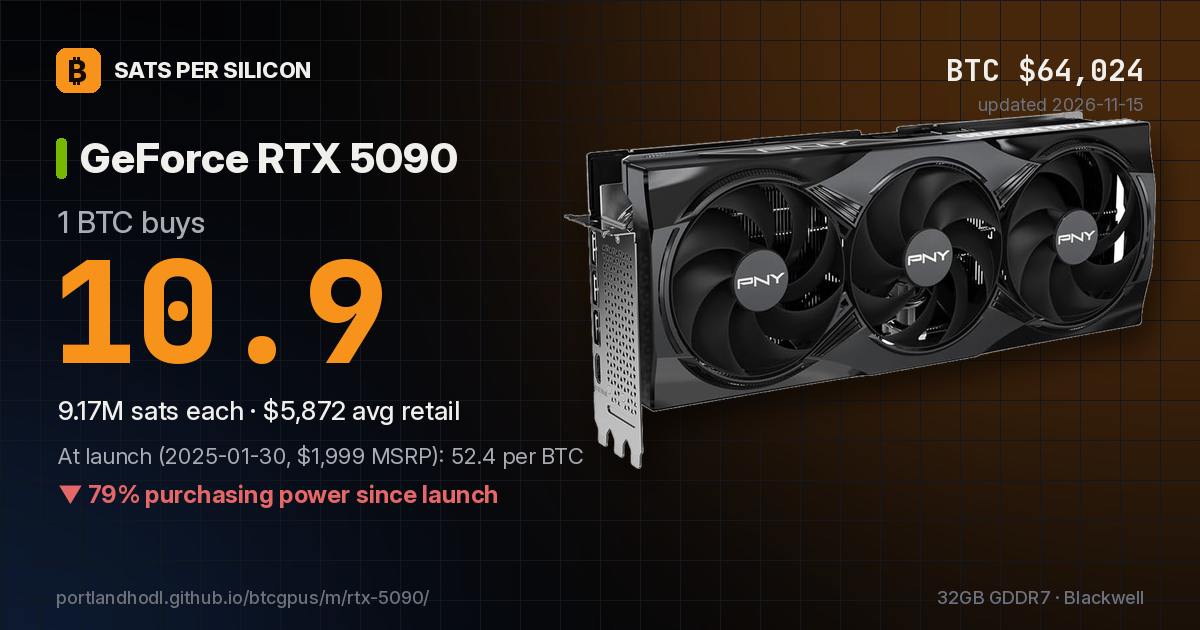 ₿ SATS PER SILICON
BTC $64,024
updated 2026-11-15
GeForce RTX 5090
1 BTC buys
10.9
9.17M sats each · $5,872 avg retail
At launch (2025-01-30, $1,999 MSRP): 52.4 per BTC
▼ 79% purchasing power since launch
PNY
PNY
PNY
portlandhodl.github.io/btcgpus/m/rtx-5090/
32GB GDDR7 · Blackwell